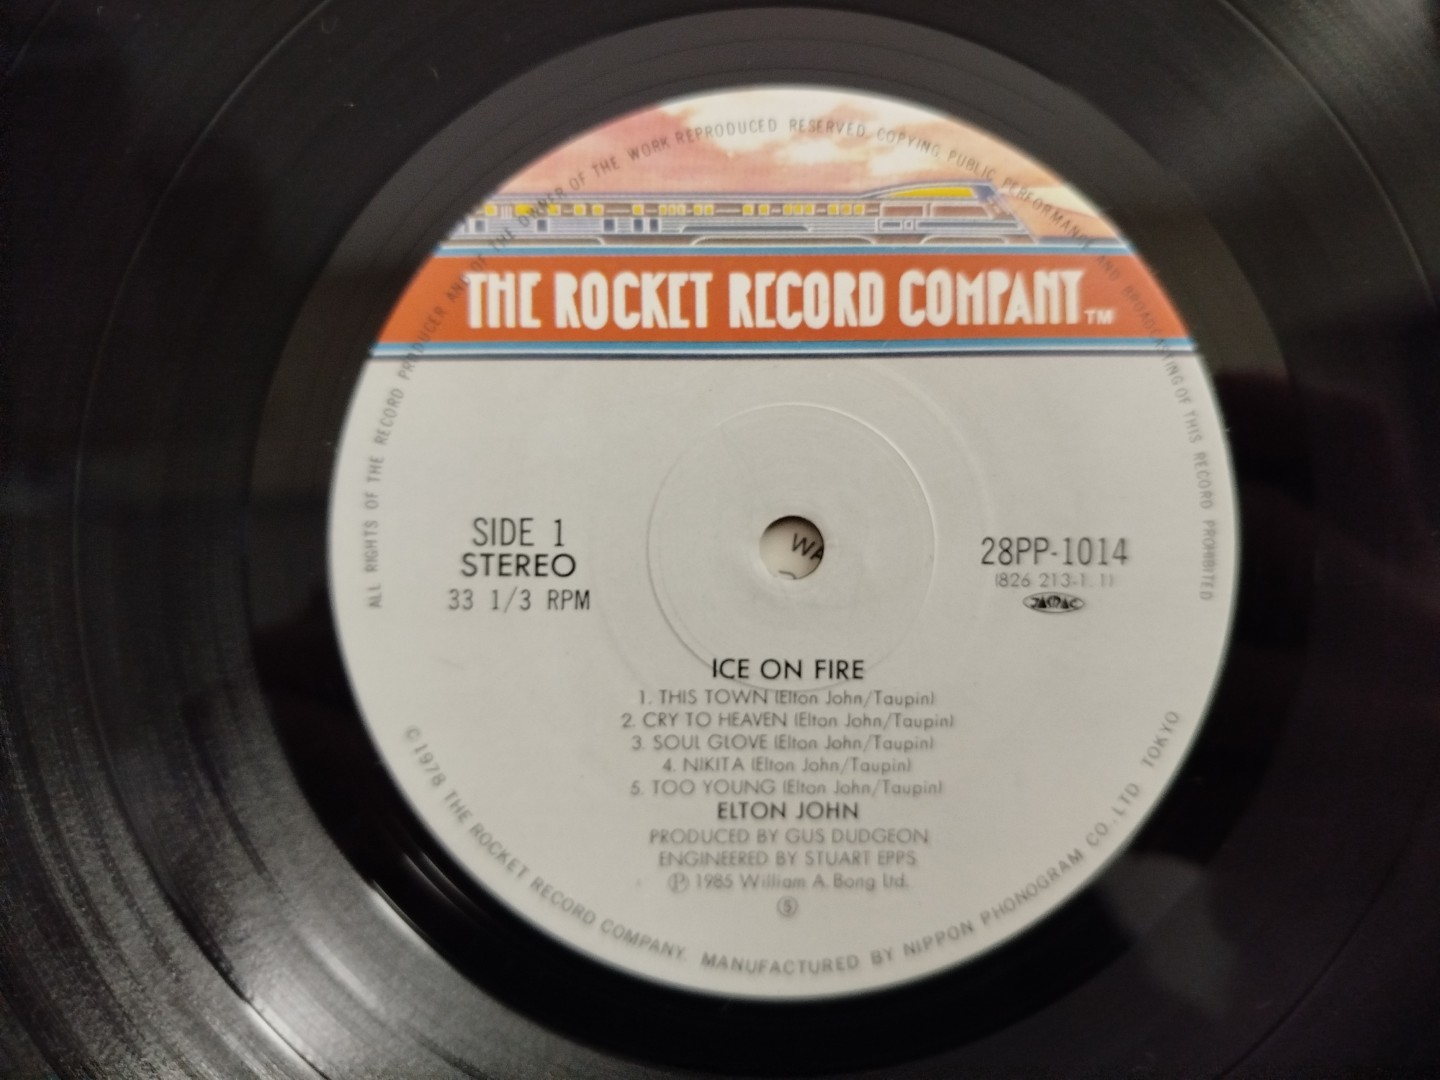 ALL RIGHTS OF THE RECORD PRODUCER AND OF THE OWNER OF THE WORK REPRODUCED RESERVED. COPYING, PUBLIC PERFORMANCE AND BROADCASTING OF THIS RECORD PROHIBITED
THE ROCKET RECORD COMPANY™
SIDE 1
STEREO
33 1/3 RPM
28PP-1014
(826 213-1. 1)
WA
ICE ON FIRE
1. THIS TOWN (Elton John/Taupin)
2. CRY TO HEAVEN (Elton John/Taupin)
3. SOUL GLOVE (Elton John/Taupin)
4. NIKITA (Elton John/Taupin)
5. TOO YOUNG (Elton John/Taupin)
ELTON JOHN
PRODUCED BY GUS DUDGEON
ENGINEERED BY STUART EPPS
Ⓟ 1985 William A. Bong Ltd.
Ⓢ
©1978 THE ROCKET RECORD COMPANY. MANUFACTURED BY NIPPON PHONOGRAM CO., LTD. TOKYO